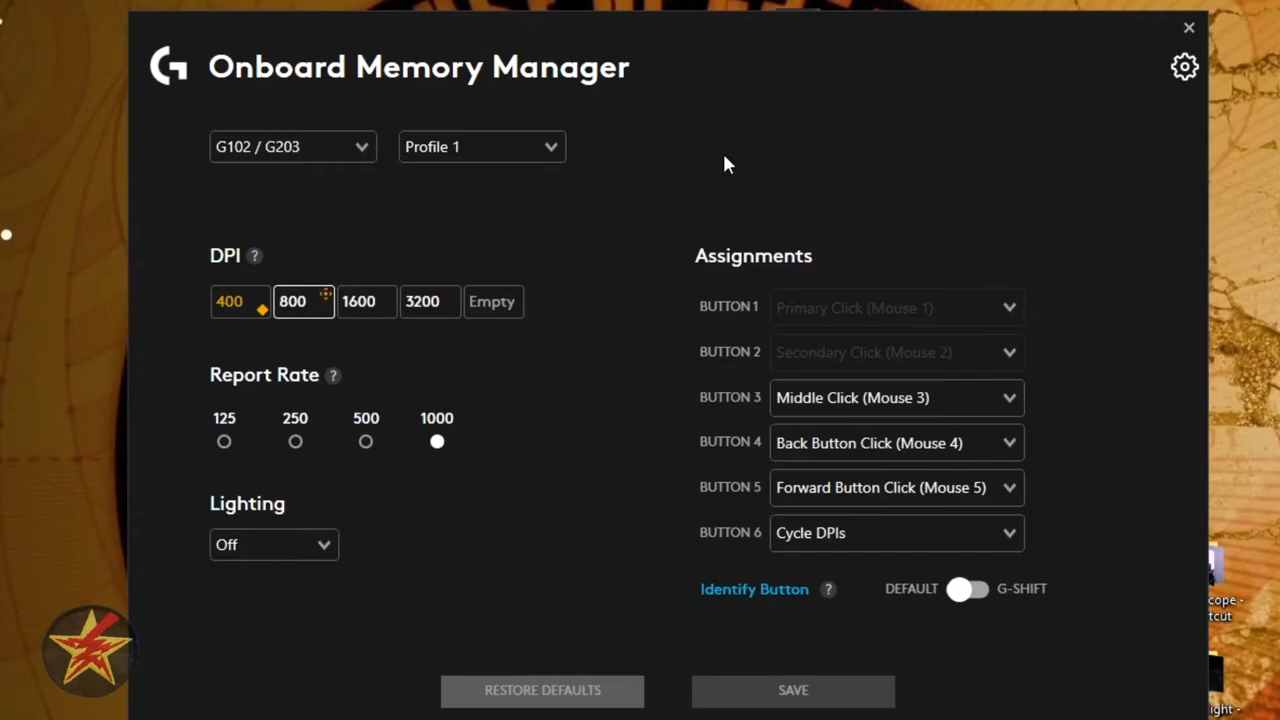 Onboard Memory Manager
G102 / G203
Profile 1
DPI ?
400 800 1600 3200 Empty
Report Rate ?
125 250 500 1000
Lighting
Off
Assignments
BUTTON 1 Primary Click (Mouse 1)
BUTTON 2 Secondary Click (Mouse 2)
BUTTON 3 Middle Click (Mouse 3)
BUTTON 4 Back Button Click (Mouse 4)
BUTTON 5 Forward Button Click (Mouse 5)
BUTTON 6 Cycle DPIs
Identify Button ? DEFAULT G-SHIFT
RESTORE DEFAULTS SAVE
cope -
tcut
ight -